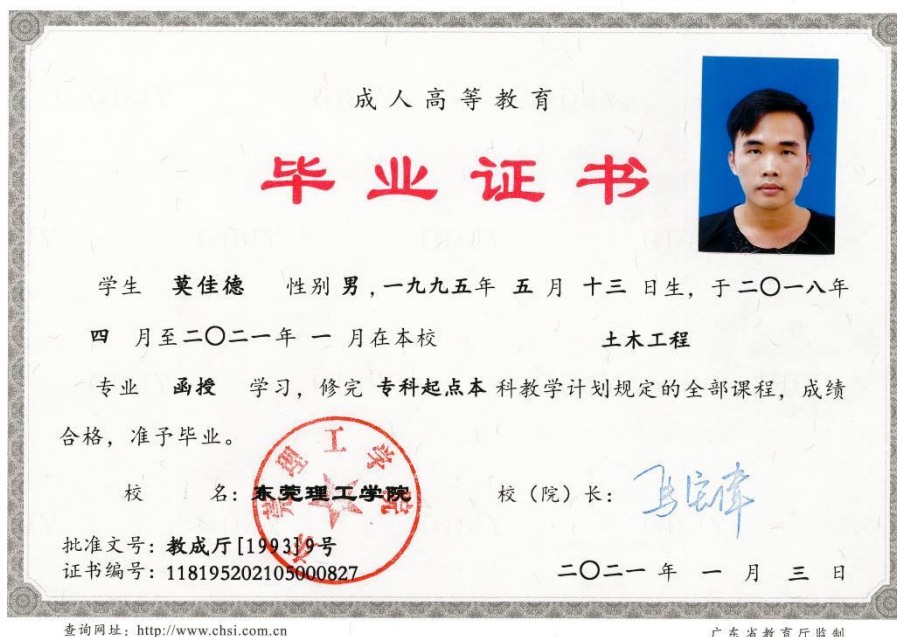 成人高等教育
毕业证书
学生 莫佳德 性别 男，一九九五年 五 月 十三 日生，于二〇一八年
四 月至二〇二一年 一 月在本校 土木工程
专业 函授 学习，修完 专科起点本 科教学计划规定的全部课程，成绩
合格，准予毕业。
校 名：东莞理工学院 校（院）长：
批准文号：教成厅[1993]9号
证书编号：118195202105000827 二〇二一 年 一 月 三 日
查询网址：http://www.chsi.com.cn 广东省教育厅监制